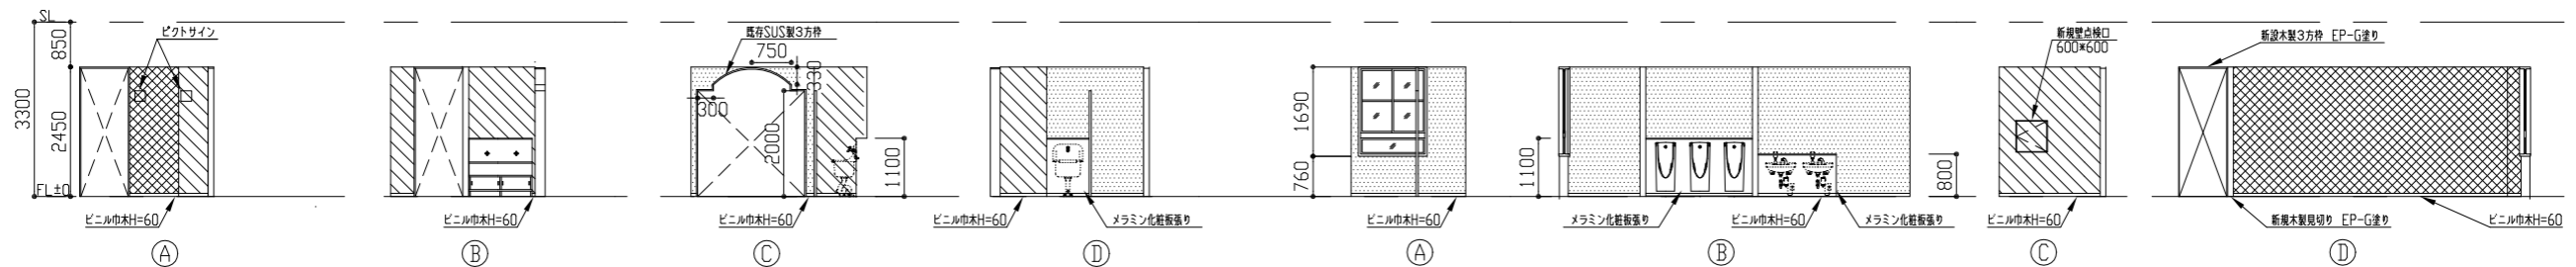 SL
850
3300
2450
FL±0
ピクトサイン
ビニル巾木H=60
Ⓐ
ビニル巾木H=60
Ⓑ
既存SUS製3方枠
750
330
300
2000
1100
ビニル巾木H=60
Ⓒ
ビニル巾木H=60
メラミン化粧板張り
Ⓓ
1690
760
ビニル巾木H=60
Ⓐ
1100
800
メラミン化粧板張り
ビニル巾木H=60
メラミン化粧板張り
Ⓑ
新規壁点検口
600*600
ビニル巾木H=60
Ⓒ
新設木製3方枠 EP-G塗り
新規木製見切り EP-G塗り
ビニル巾木H=60
Ⓓ